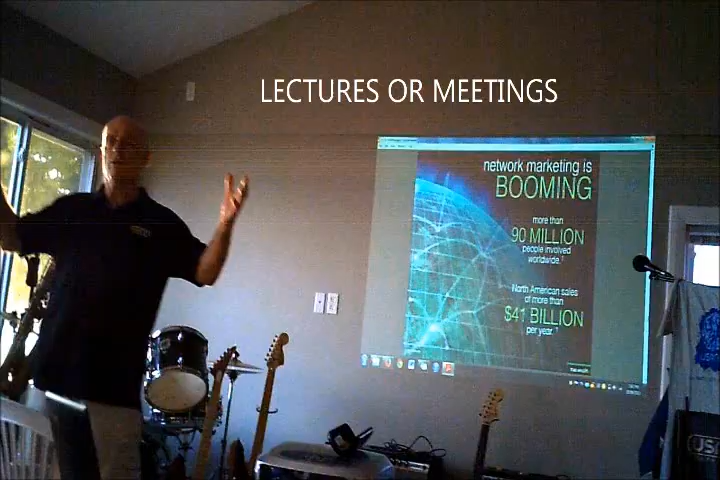 LECTURES OR MEETINGS
network marketing is
BOOMING
more than
90 MILLION
people involved
worldwide.
North American sales
of more than
$41 BILLION
per year.